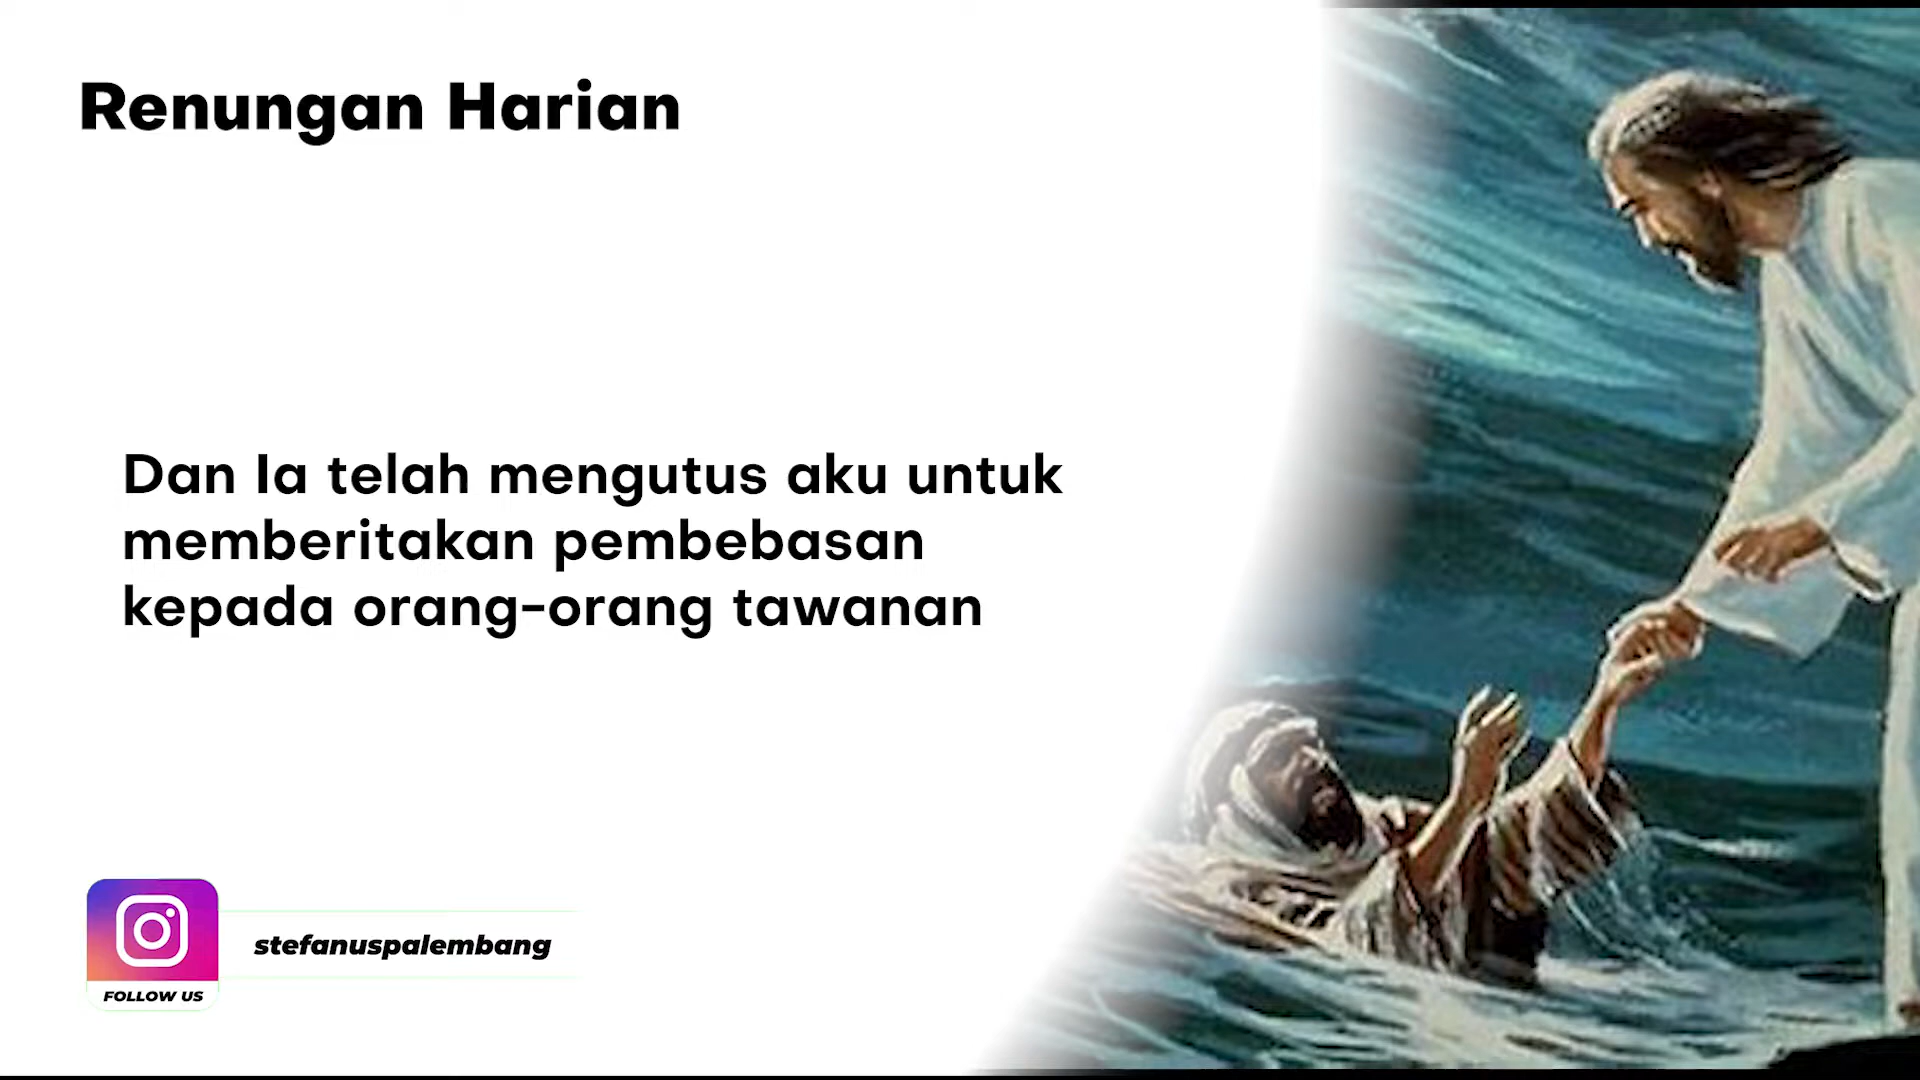 Renungan Harian
Dan Ia telah mengutus aku untuk
memberitakan pembebasan
kepada orang-orang tawanan
stefanuspalembang
FOLLOW US